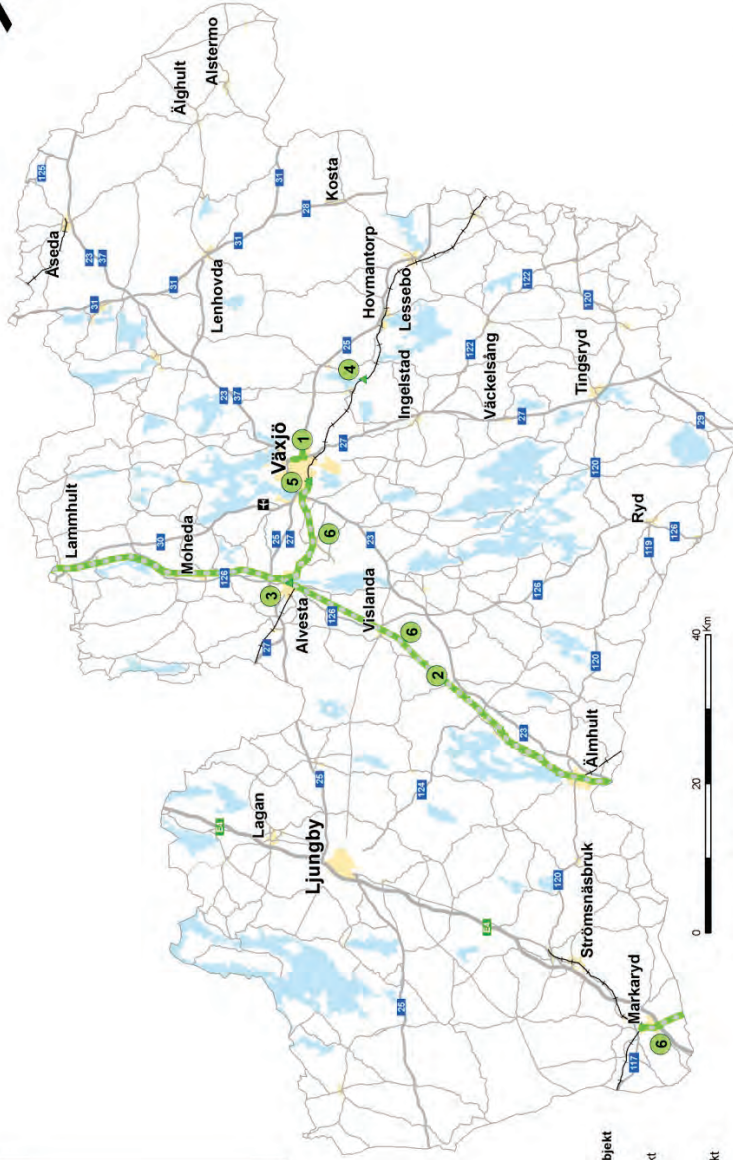 Åseda
125
Lammhult
23
37
31
30
31
Älghult
Alstermo
Moheda
Lenhovda
31
31
126
23
37
28
Kosta
E4
Lagan
27
3
25
27
5
Växjö
1
Alvesta
25
Ljungby
6
27
4
25
Hovmantorp
Lessebo
126
Vislanda
23
Ingelstad
25
124
6
2
122
122
Väckelsång
E4
23
126
27
120
Tingsryd
120
Strömsnäsbruk
Älmhult
120
120
Ryd
119
126
29
117
Markaryd
6
0
20
40
Km
bjekt
kt
kt